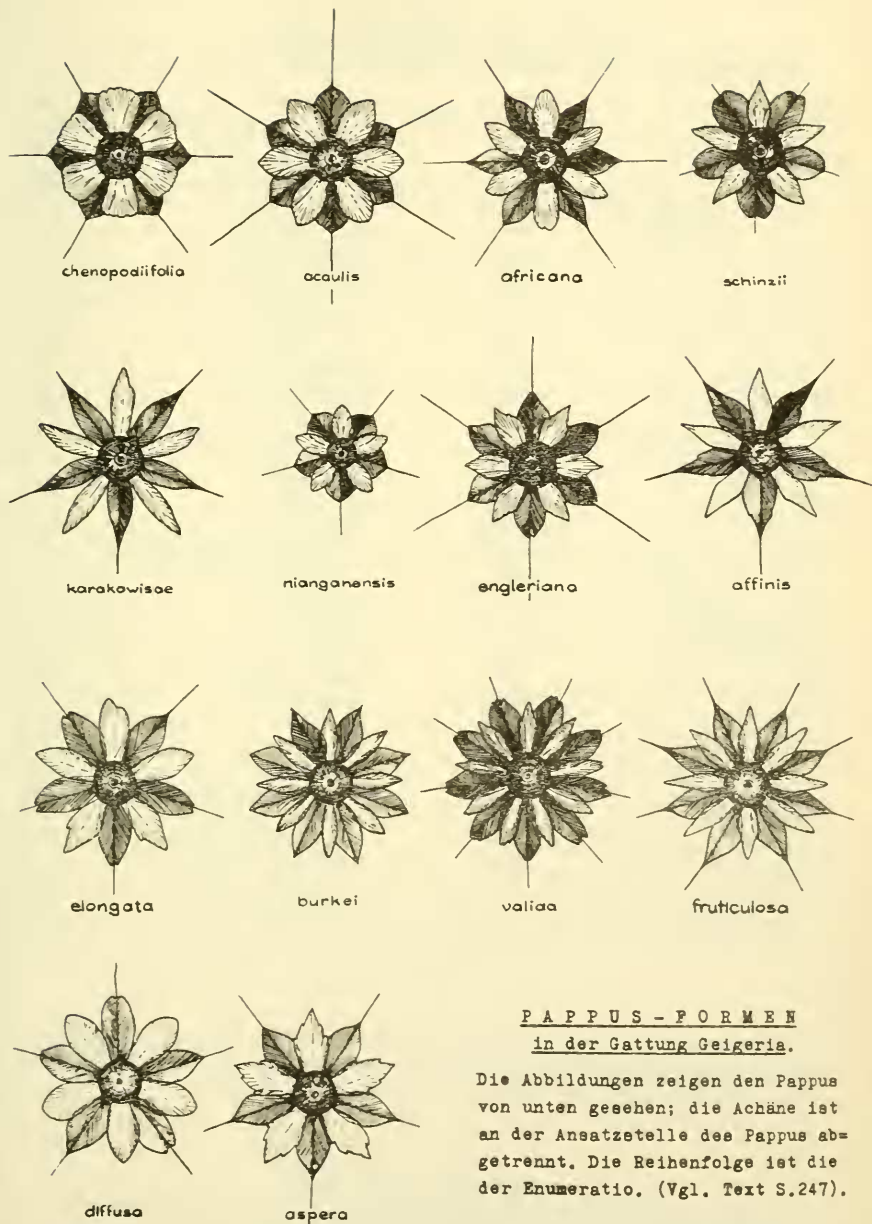 chenopodiifolia
acaulis
africana
schinzii
karakowisae
nianganensis
engleriana
affinis
elongata
burkei
valida
fruticulosa
diffusa
aspera
PAPPUS-FORMEN
in der Gattung Geigeria.
Die Abbildungen zeigen den Pappus
von unten gesehen; die Achäne ist
an der Ansatzstelle des Pappus ab=
getrennt. Die Reihenfolge ist die
der Enumeratio. (Vgl. Text S.247).